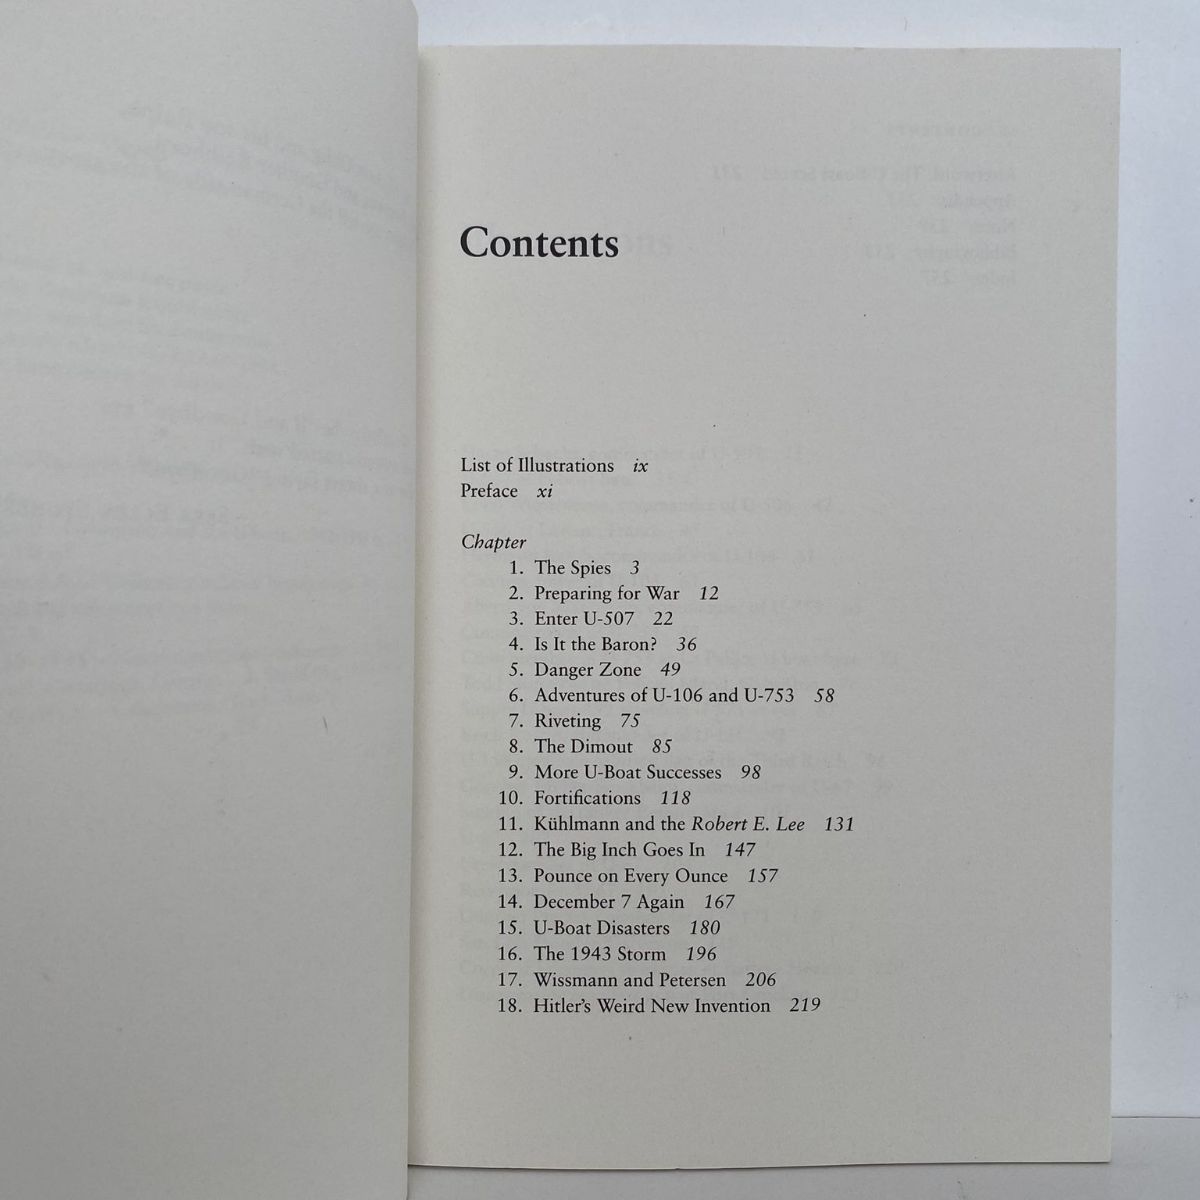 Contents
List of Illustrations ix
Preface xi
Chapter
1. The Spies 3
2. Preparing for War 12
3. Enter U-507 22
4. Is It the Baron? 36
5. Danger Zone 49
6. Adventures of U-106 and U-753 58
7. Riveting 75
8. The Dimout 85
9. More U-Boat Successes 98
10. Fortifications 118
11. Kühlmann and the Robert E. Lee 131
12. The Big Inch Goes In 147
13. Pounce on Every Ounce 157
14. December 7 Again 167
15. U-Boat Disasters 180
16. The 1943 Storm 196
17. Wissmann and Petersen 206
18. Hitler's Weird New Invention 219